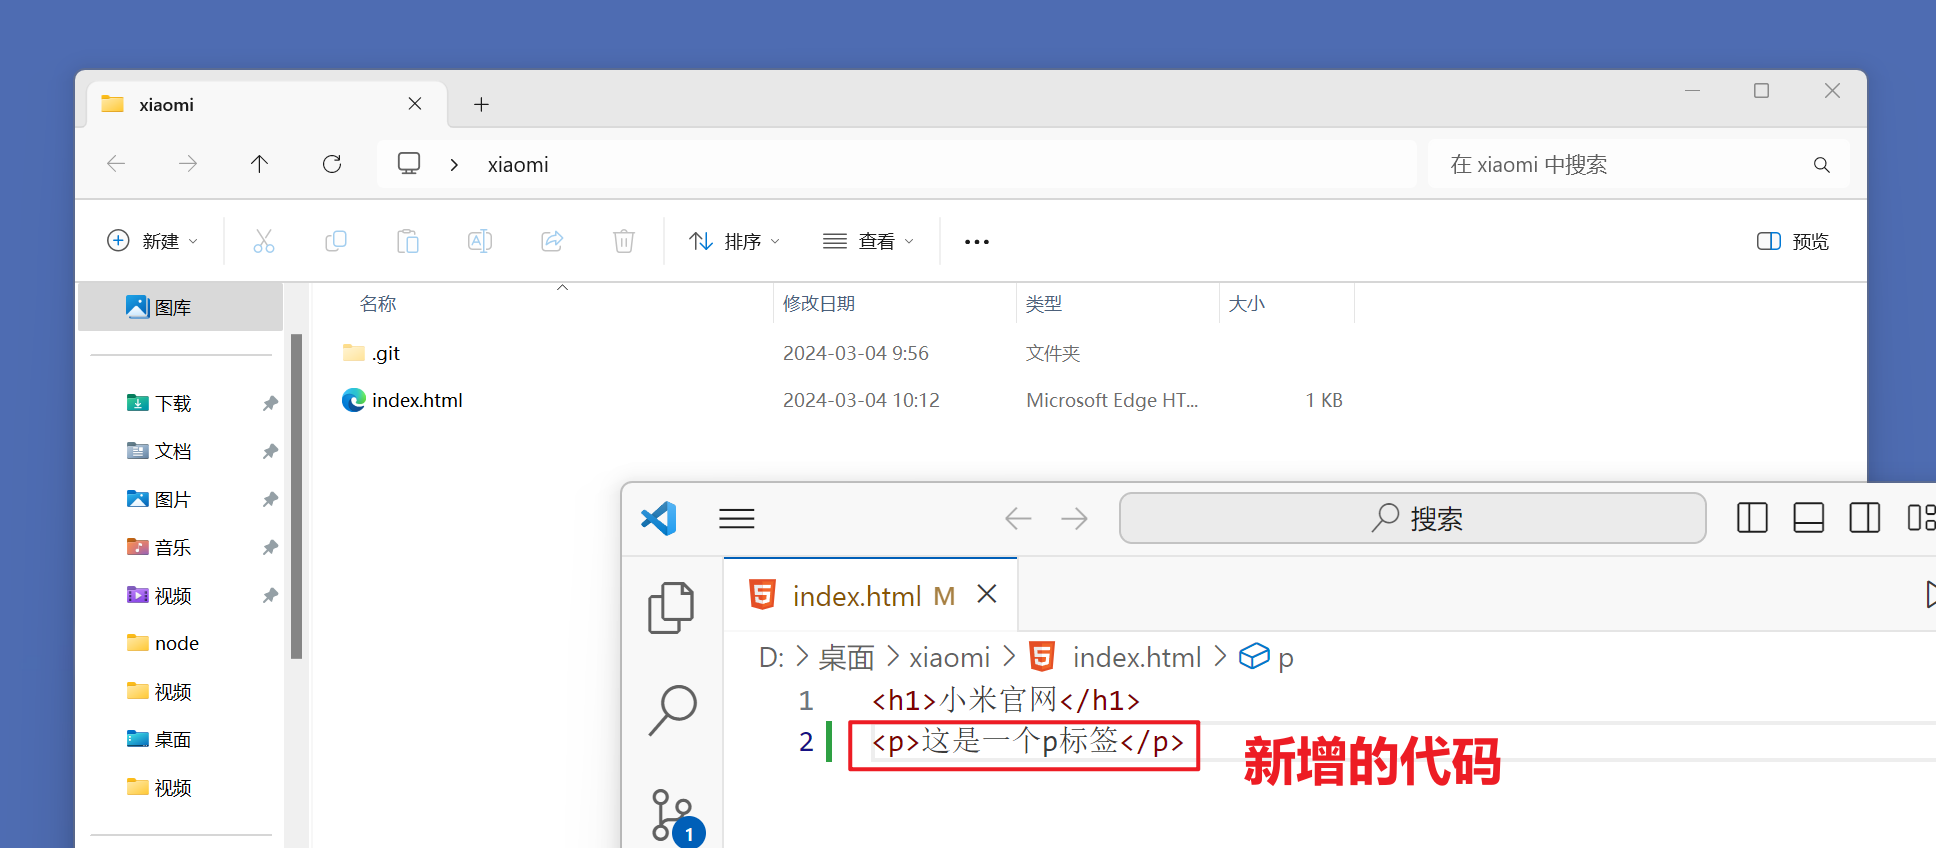 xiaomi
xiaomi
在 xiaomi 中搜索
新建
排序
查看
预览
图库
名称
修改日期
类型
大小
.git
2024-03-04 9:56
文件夹
index.html
2024-03-04 10:12
Microsoft Edge HT...
1 KB
下载
文档
图片
音乐
视频
node
视频
桌面
视频
搜索
index.html M
D: > 桌面 > xiaomi > index.html > p
1 <h1>小米官网</h1>
2 <p>这是一个p标签</p>
新增的代码
1